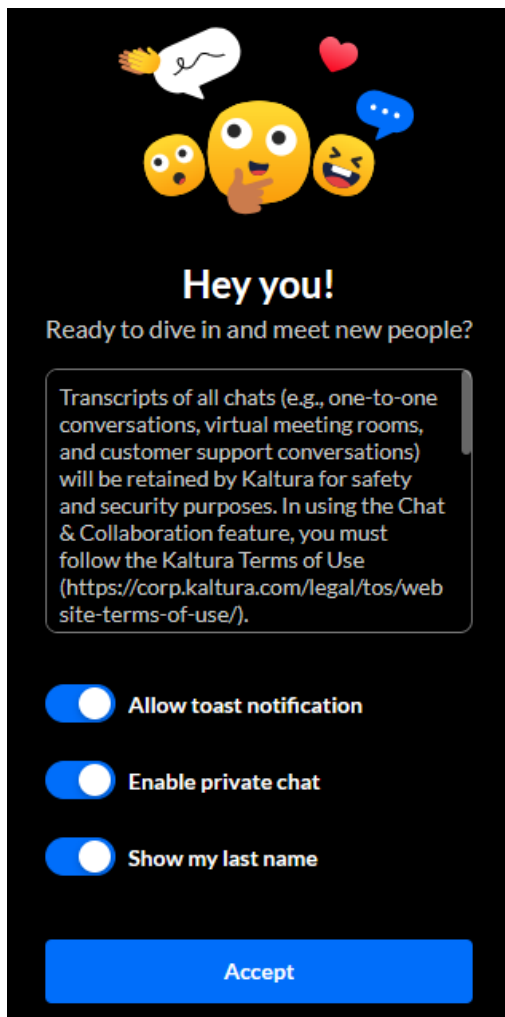 Hey you!
Ready to dive in and meet new people?
Transcripts of all chats (e.g., one-to-one
conversations, virtual meeting rooms,
and customer support conversations)
will be retained by Kaltura for safety
and security purposes. In using the Chat
& Collaboration feature, you must
follow the Kaltura Terms of Use
(https://corp.kaltura.com/legal/tos/web
site-terms-of-use/).
Allow toast notification
Enable private chat
Show my last name
Accept